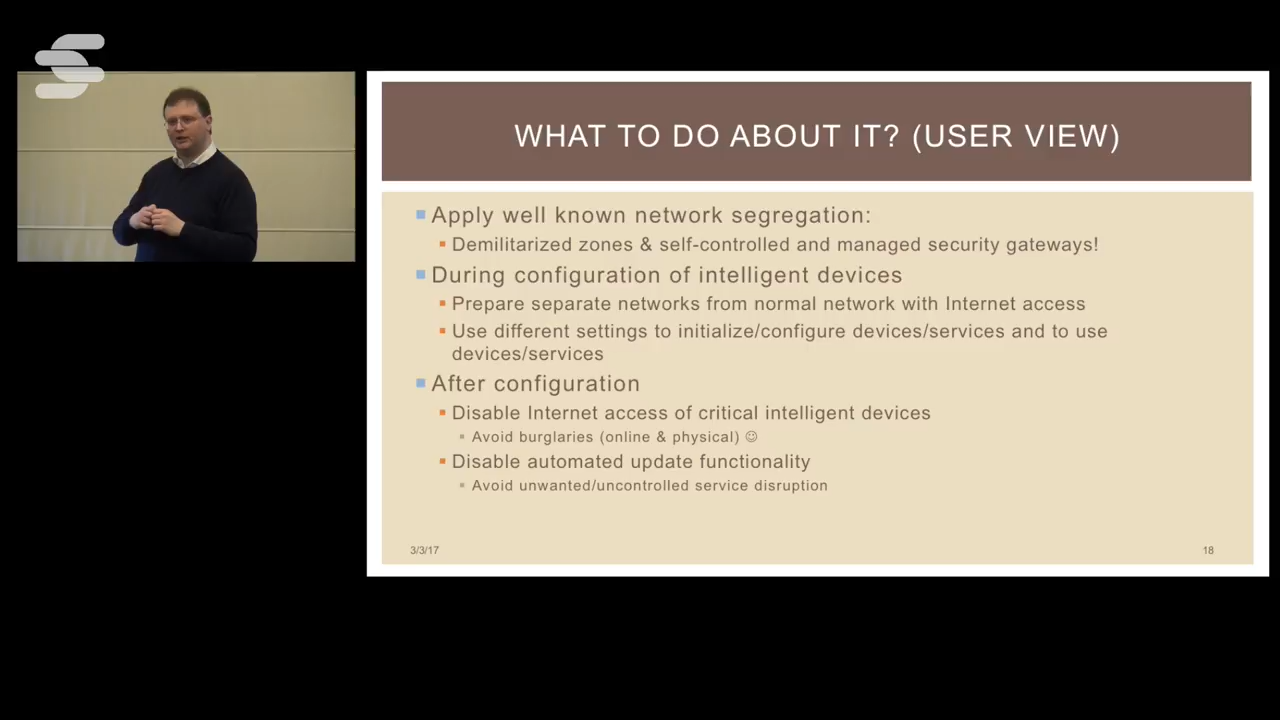 WHAT TO DO ABOUT IT? (USER VIEW)
Apply well known network segregation:
Demilitarized zones & self-controlled and managed security gateways!
During configuration of intelligent devices
Prepare separate networks from normal network with Internet access
Use different settings to initialize/configure devices/services and to use
devices/services
After configuration
Disable Internet access of critical intelligent devices
Avoid burglaries (online & physical) ☺
Disable automated update functionality
Avoid unwanted/uncontrolled service disruption
3/3/17
18